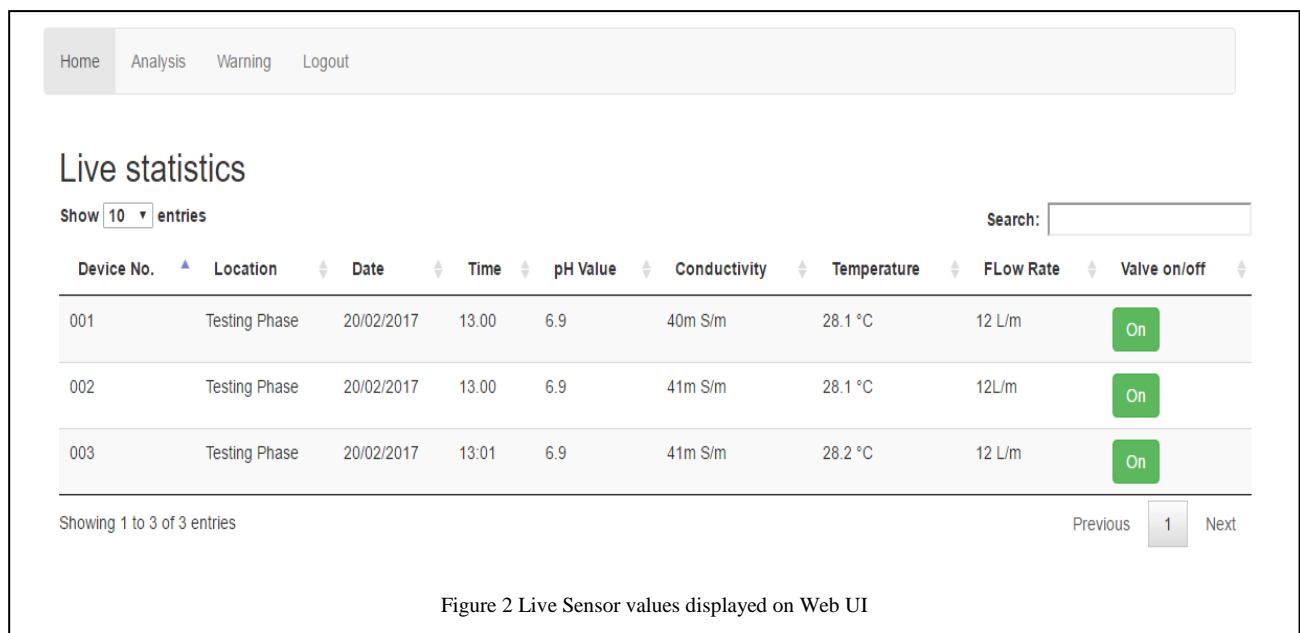 Home Analysis Warning Logout
Live statistics
Show 10 entries Search:
Device No. Location Date Time pH Value Conductivity Temperature FLow Rate Valve on/off
001 Testing Phase 20/02/2017 13.00 6.9 40m S/m 28.1 °C 12 L/m On
002 Testing Phase 20/02/2017 13.00 6.9 41m S/m 28.1 °C 12L/m On
003 Testing Phase 20/02/2017 13:01 6.9 41m S/m 28.2 °C 12 L/m On
Showing 1 to 3 of 3 entries Previous 1 Next
Figure 2 Live Sensor values displayed on Web UI